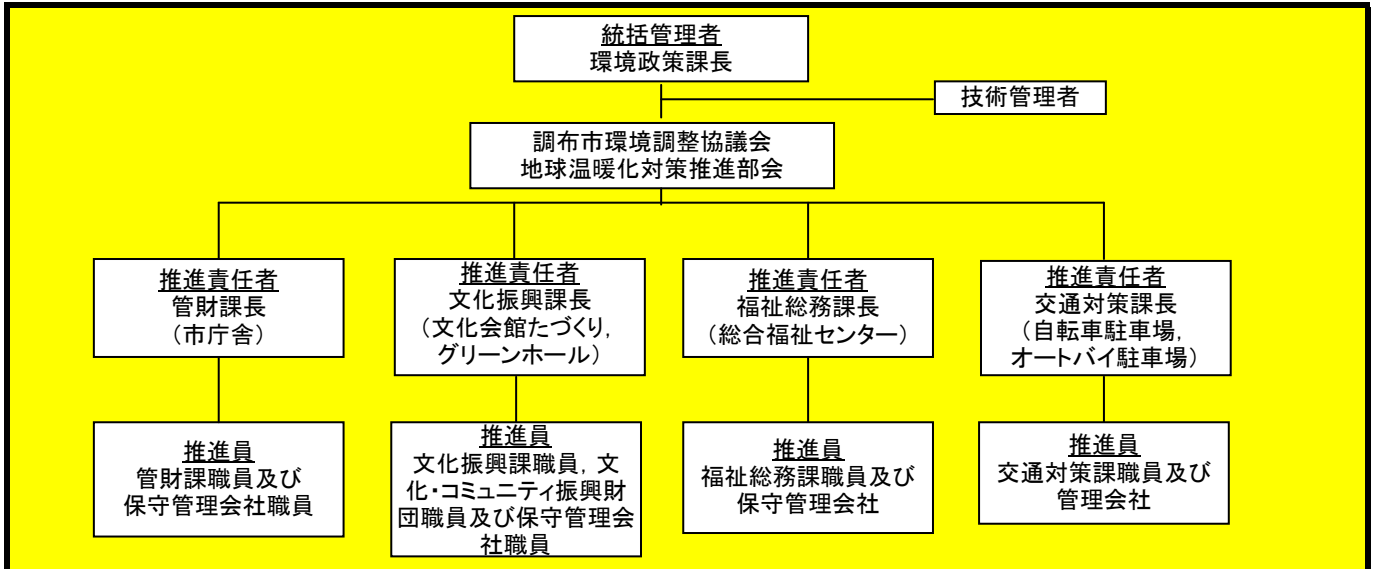 統括管理者
環境政策課長
技術管理者
調布市環境調整協議会
地球温暖化対策推進部会
推進責任者
管財課長
（市庁舎）
推進責任者
文化振興課長
（文化会館たづくり，
グリーンホール）
推進責任者
福祉総務課長
（総合福祉センター）
推進責任者
交通対策課長
（自転車駐車場，
オートバイ駐車場）
推進員
管財課職員及び
保守管理会社職員
推進員
文化振興課職員，文
化・コミュニティ振興財
団職員及び保守管理会
社職員
推進員
福祉総務課職員及び
保守管理会社
推進員
交通対策課職員及び
管理会社